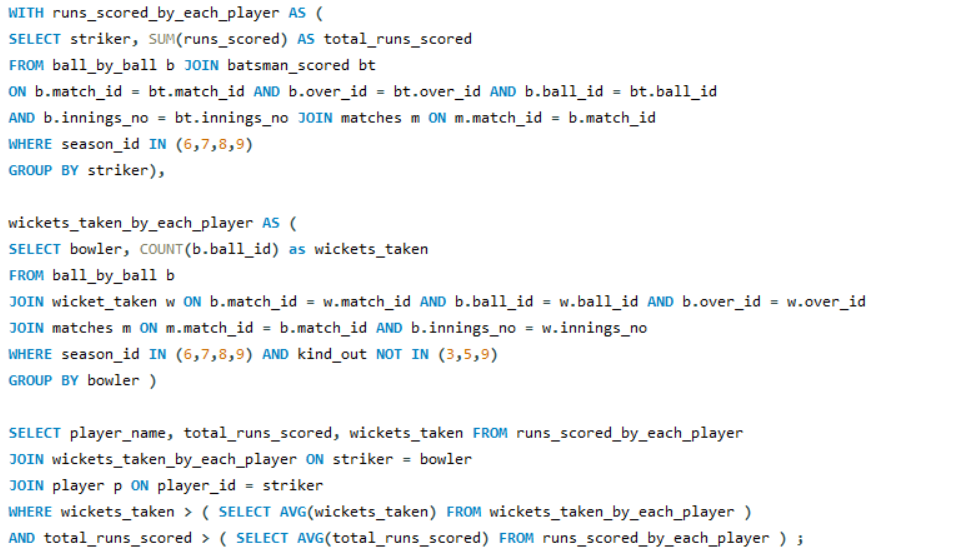 WITH runs_scored_by_each_player AS (
SELECT striker, SUM(runs_scored) AS total_runs_scored
FROM ball_by_ball b JOIN batsman_scored bt
ON b.match_id = bt.match_id AND b.over_id = bt.over_id AND b.ball_id = bt.ball_id
AND b.innings_no = bt.innings_no JOIN matches m ON m.match_id = b.match_id
WHERE season_id IN (6,7,8,9)
GROUP BY striker),

wickets_taken_by_each_player AS (
SELECT bowler, COUNT(b.ball_id) as wickets_taken
FROM ball_by_ball b
JOIN wicket_taken w ON b.match_id = w.match_id AND b.ball_id = w.ball_id AND b.over_id = w.over_id
JOIN matches m ON m.match_id = b.match_id AND b.innings_no = w.innings_no
WHERE season_id IN (6,7,8,9) AND kind_out NOT IN (3,5,9)
GROUP BY bowler )

SELECT player_name, total_runs_scored, wickets_taken FROM runs_scored_by_each_player
JOIN wickets_taken_by_each_player ON striker = bowler
JOIN player p ON player_id = striker
WHERE wickets_taken > ( SELECT AVG(wickets_taken) FROM wickets_taken_by_each_player )
AND total_runs_scored > ( SELECT AVG(total_runs_scored) FROM runs_scored_by_each_player ) ;